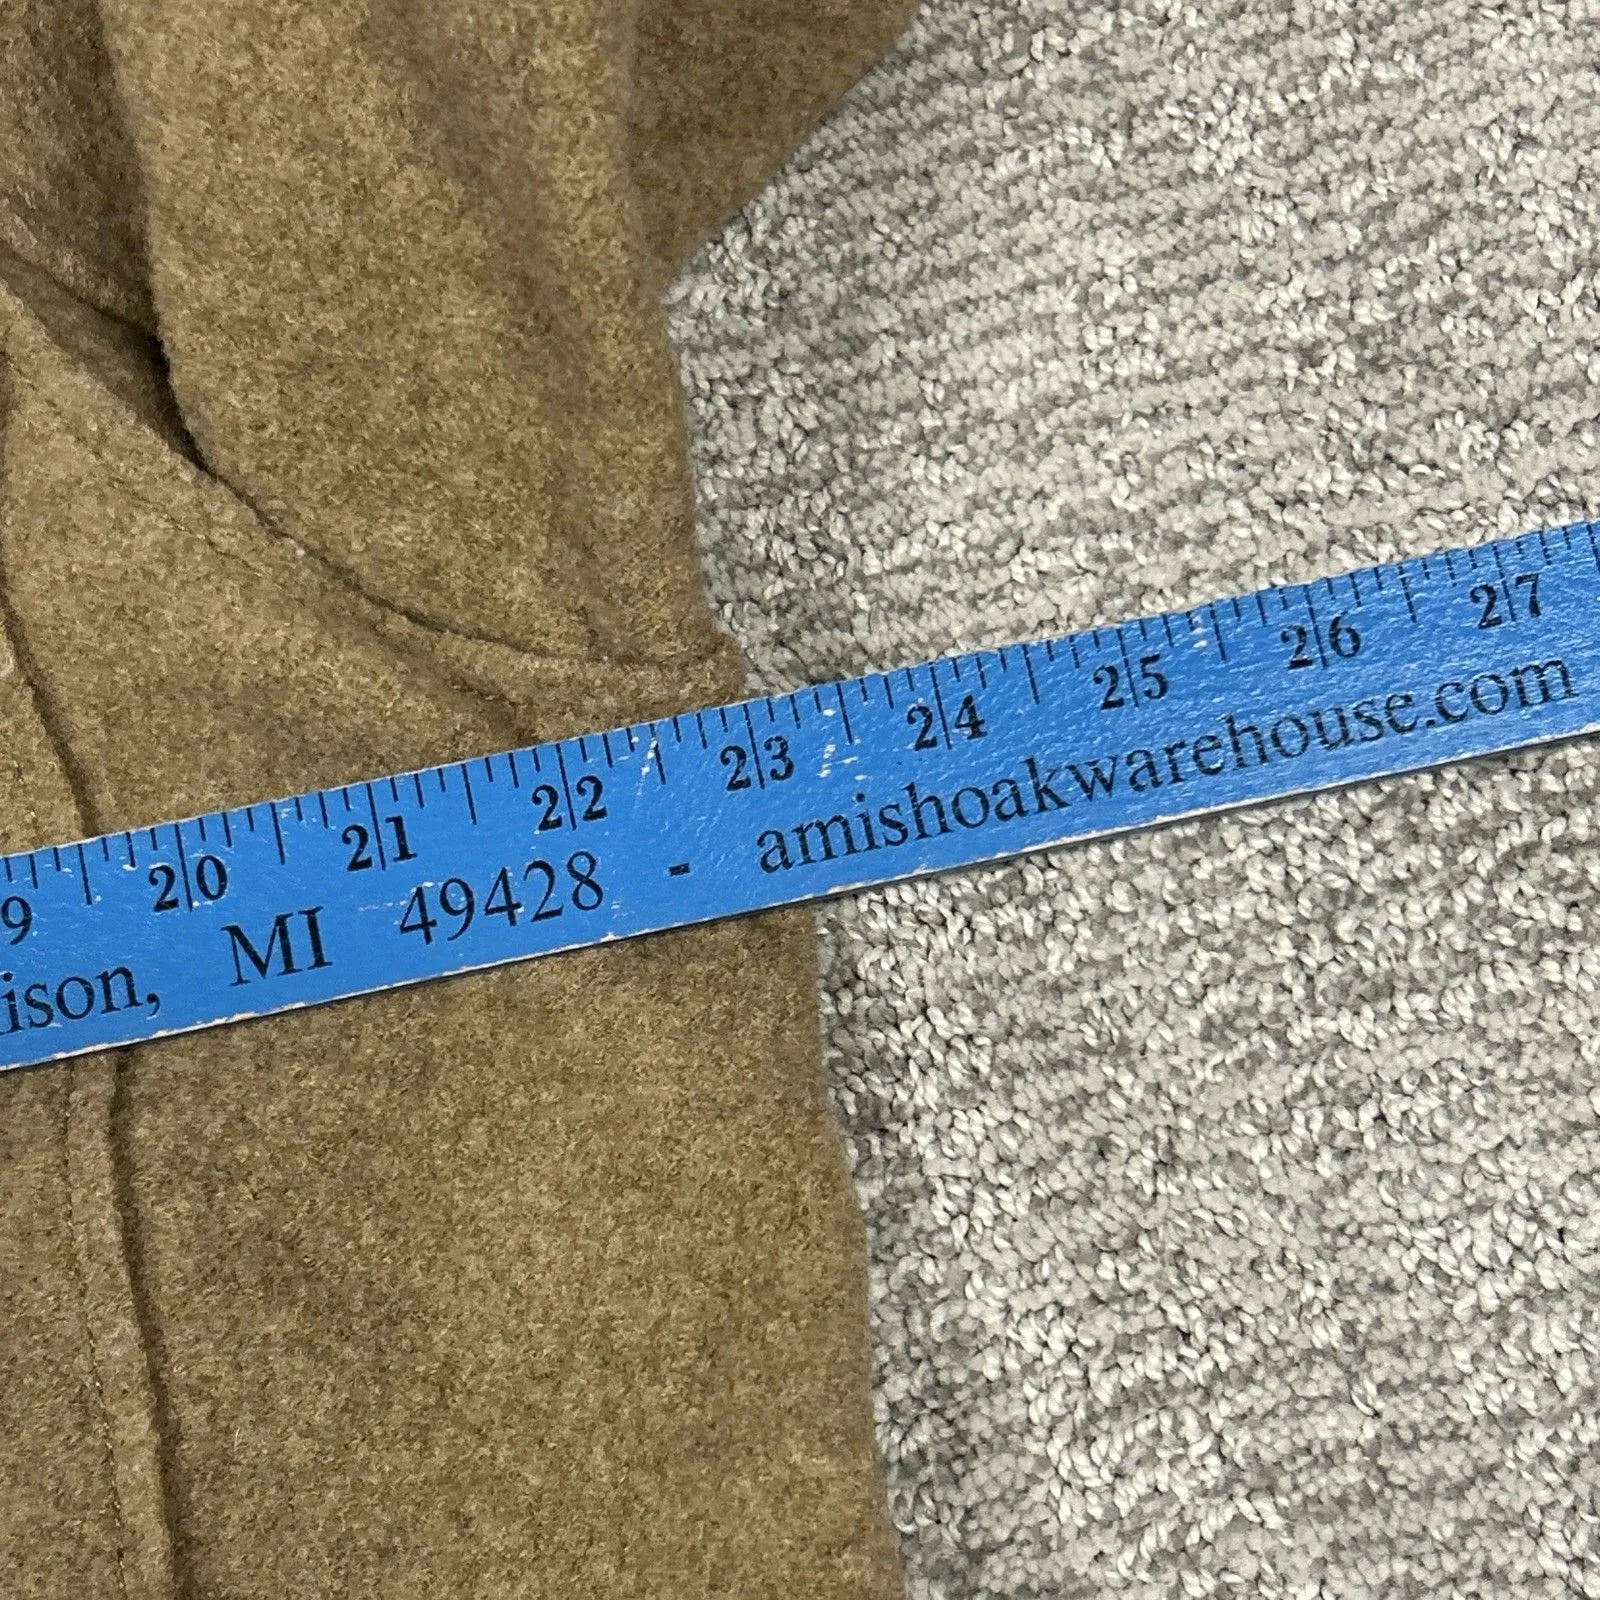 9 20 21 22 23 24 25 26 27
ison, MI 49428 - amishoakwarehouse.com